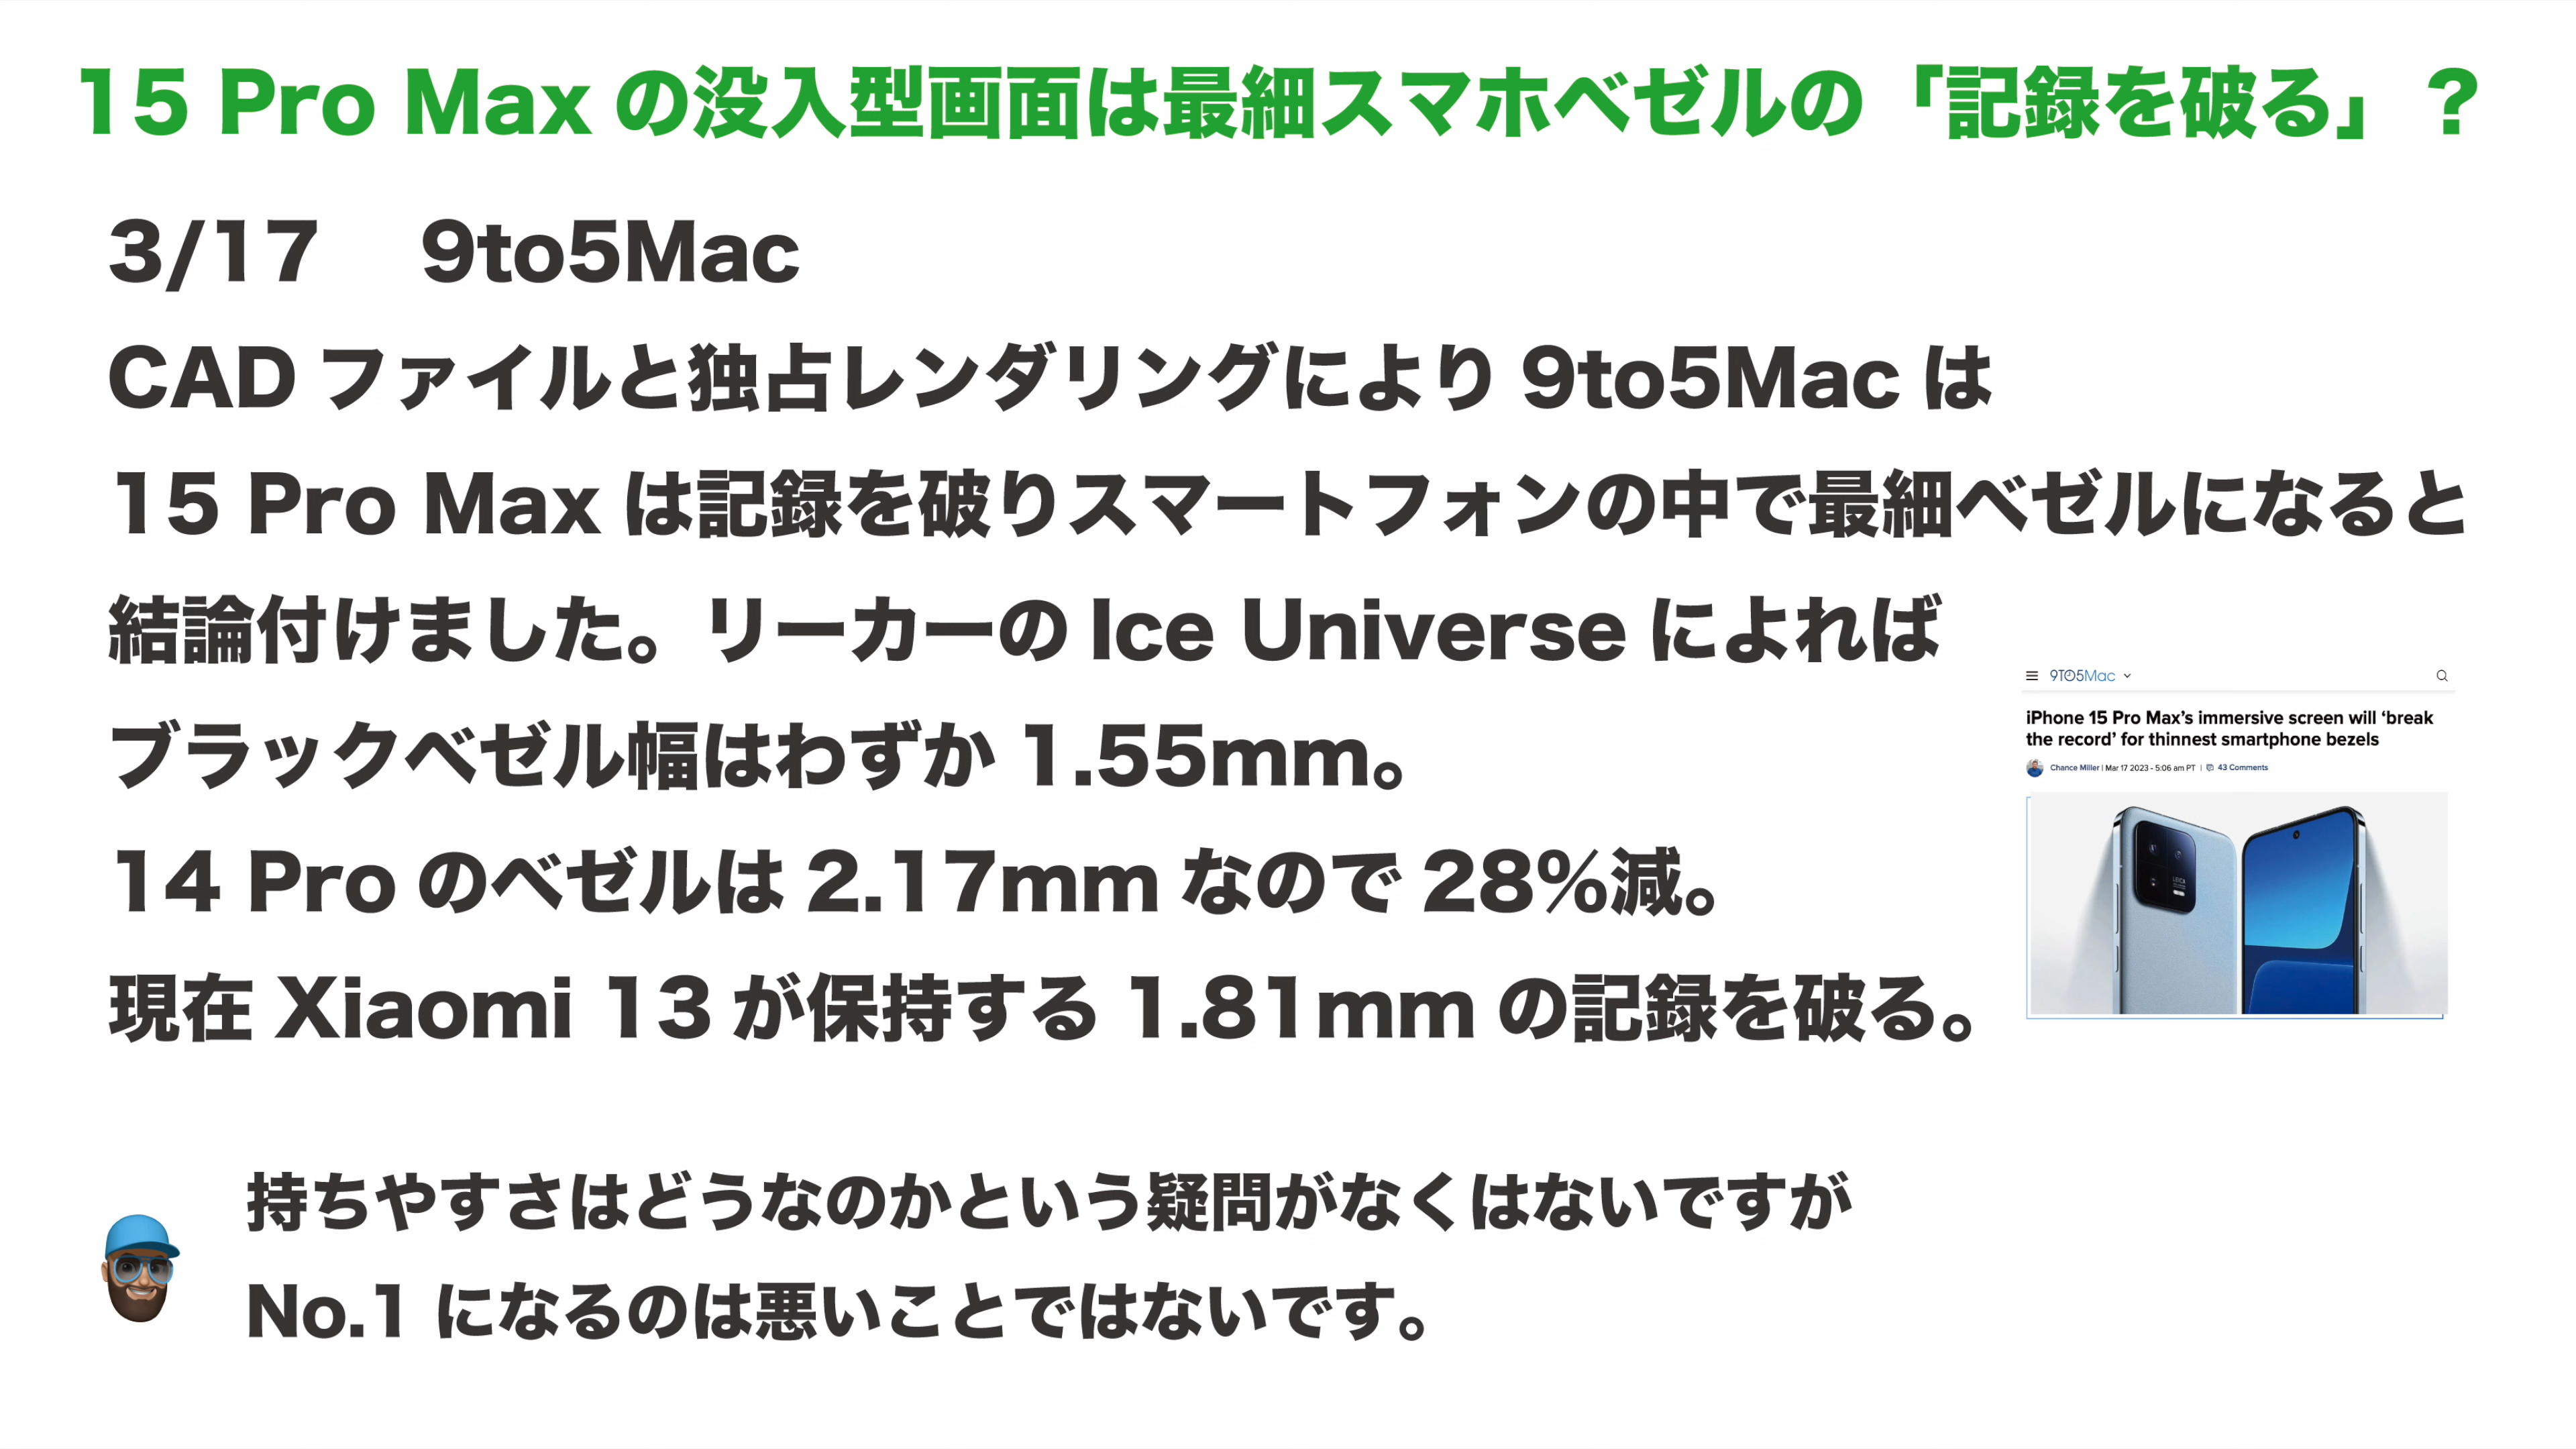 15 Pro Max の没入型画面は最細スマホベゼルの「記録を破る」？
3/17　9to5Mac
CAD ファイルと独占レンダリングにより 9to5Mac は
15 Pro Max は記録を破りスマートフォンの中で最細ベゼルになると
結論付けました。リーカーの Ice Universe によれば
ブラックベゼル幅はわずか 1.55mm。
14 Pro のベゼルは 2.17mm なので 28%減。
現在 Xiaomi 13 が保持する 1.81mm の記録を破る。
9TO5Mac
iPhone 15 Pro Max’s immersive screen will ‘break
the record’ for thinnest smartphone bezels
Chance Miller | Mar 17 2023 - 5:06 am PT | 43 Comments
LEICA
持ちやすさはどうなのかという疑問がなくはないですが
No.1 になるのは悪いことではないです。